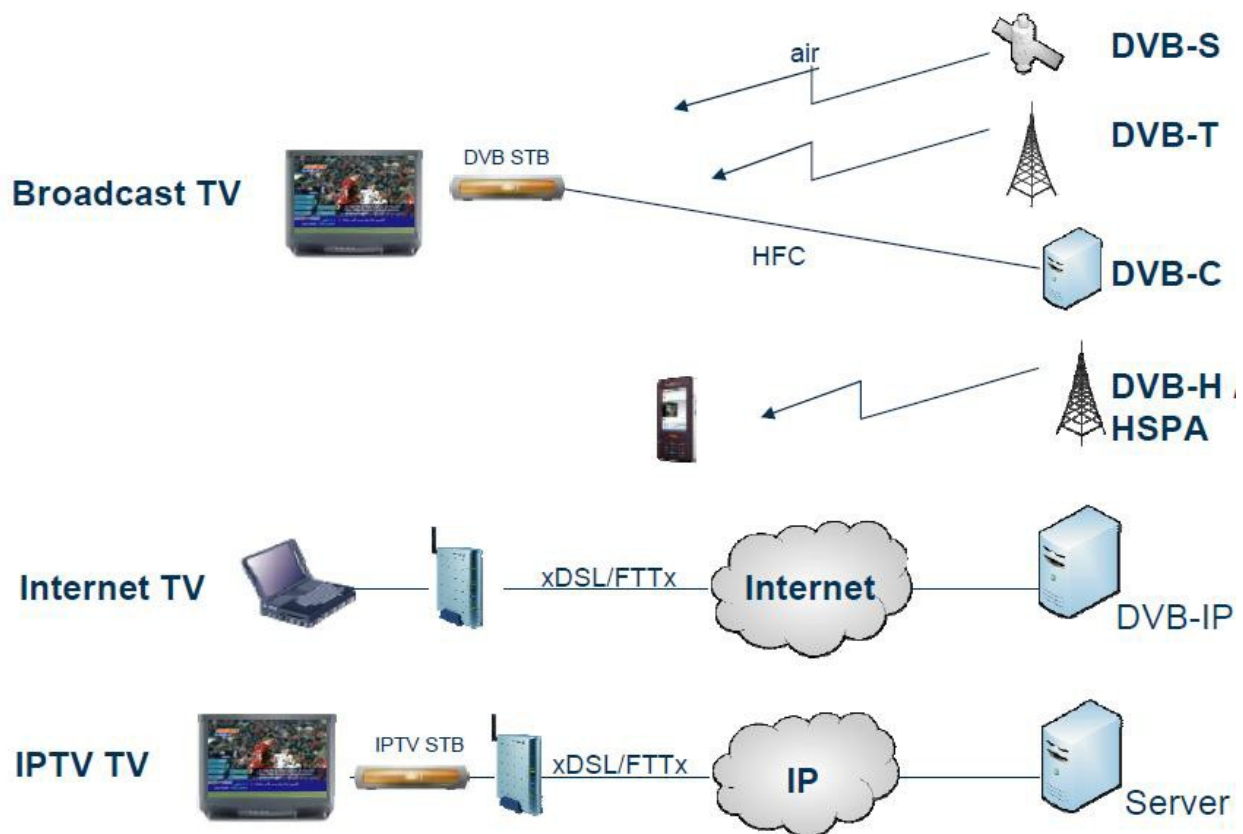 DVB-S
air
DVB-T
DVB STB
Broadcast TV
HFC
DVB-C
DVB-H /
HSPA
Internet TV
xDSL/FTTx
Internet
DVB-IP
IPTV TV
IPTV STB
xDSL/FTTx
IP
Server